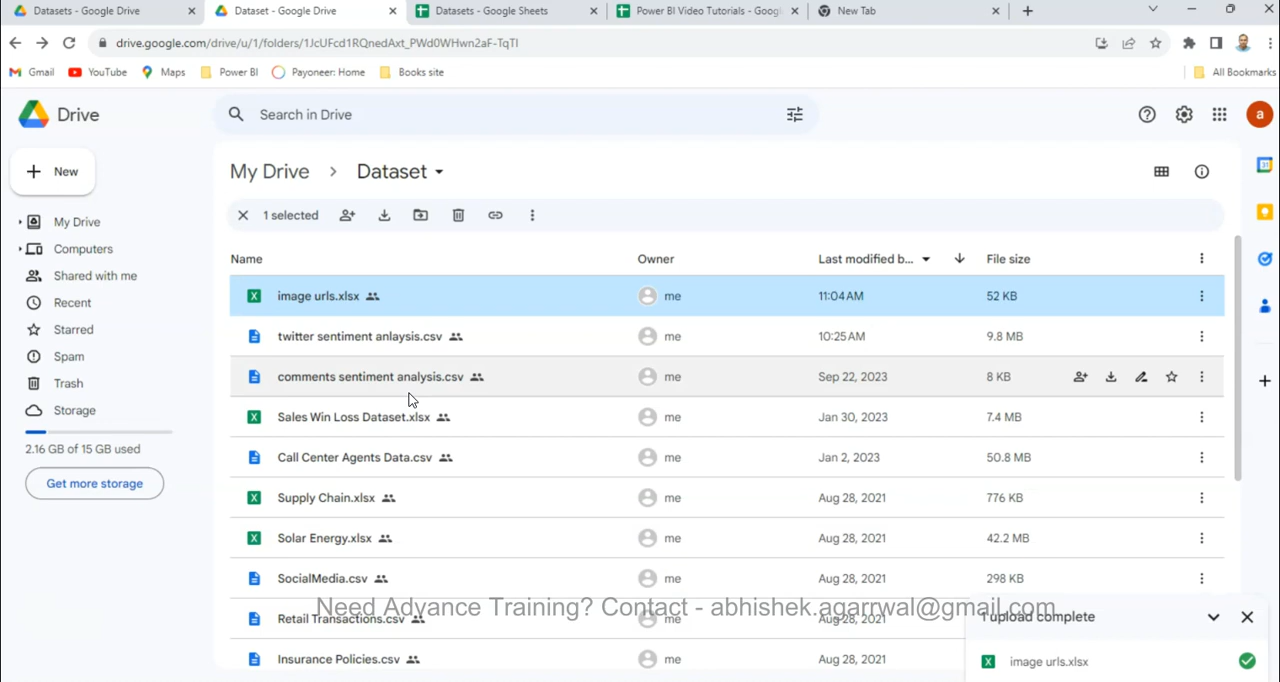 Datasets - Google Drive
Dataset - Google Drive
Datasets - Google Sheets
Power BI Video Tutorials - Goog
New Tab
drive.google.com/drive/u/1/folders/1JcUFcd1RQnedAxt_PWd0WHwn2aF-TqTI
Gmail
YouTube
Maps
Power BI
Payoneer: Home
Books site
All Bookmarks
Drive
Search in Drive
a
New
My Drive
Computers
Shared with me
Recent
Starred
Spam
Trash
Storage
2.16 GB of 15 GB used
Get more storage
My Drive > Dataset
1 selected
Name Owner Last modified b... File size
image urls.xlsx me 11:04 AM 52 KB
twitter sentiment anlaysis.csv me 10:25 AM 9.8 MB
comments sentiment analysis.csv me Sep 22, 2023 8 KB
Sales Win Loss Dataset.xlsx me Jan 30, 2023 7.4 MB
Call Center Agents Data.csv me Jan 2, 2023 50.8 MB
Supply Chain.xlsx me Aug 28, 2021 776 KB
Solar Energy.xlsx me Aug 28, 2021 42.2 MB
SocialMedia.csv me Aug 28, 2021 298 KB
Need Advance Training? Contact - abhishek.agarrwal@gmail.com
Retail Transactions.csv me Aug 28, 2021
Insurance Policies.csv me Aug 28, 2021
1 upload complete
image urls.xlsx